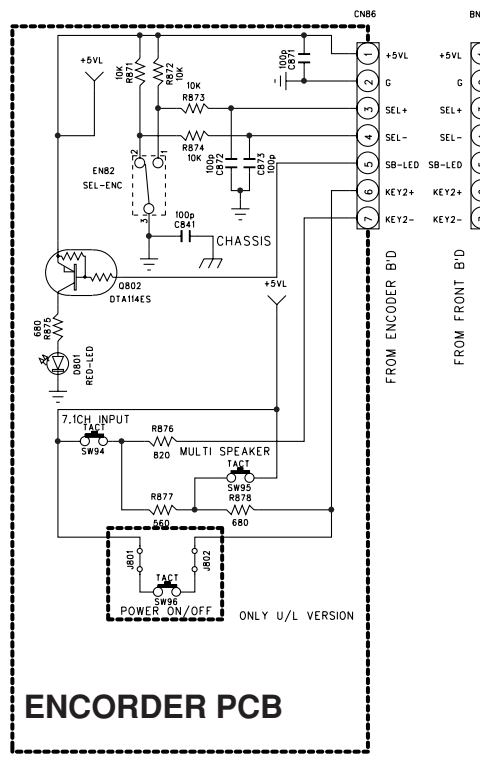 CN86
BN
+5VL
100p
C871
10K
R871
R872
10K
1
+5VL
+5VL
2
G
G
10K
R873
3
SEL+
SEL+
R874
10K
4
SEL-
SEL-
2
1
EN82
SEL-ENC
100p
C872
C873
100p
5
SB-LED
SB-LED
6
KEY2+
KEY2+
3
100p
C841
7
KEY2-
KEY2-
CHASSIS
FROM ENCODER B'D
FROM FRONT B'D
Q802
DTA114ES
+5VL
680
R875
D801
RED-LED
7.1CH INPUT
TACT
SW94
R876
820
MULTI SPEAKER
TACT
SW95
R877
560
R878
680
J801
J802
TACT
SW96
POWER ON/OFF
ONLY U/L VERSION
ENCORDER PCB